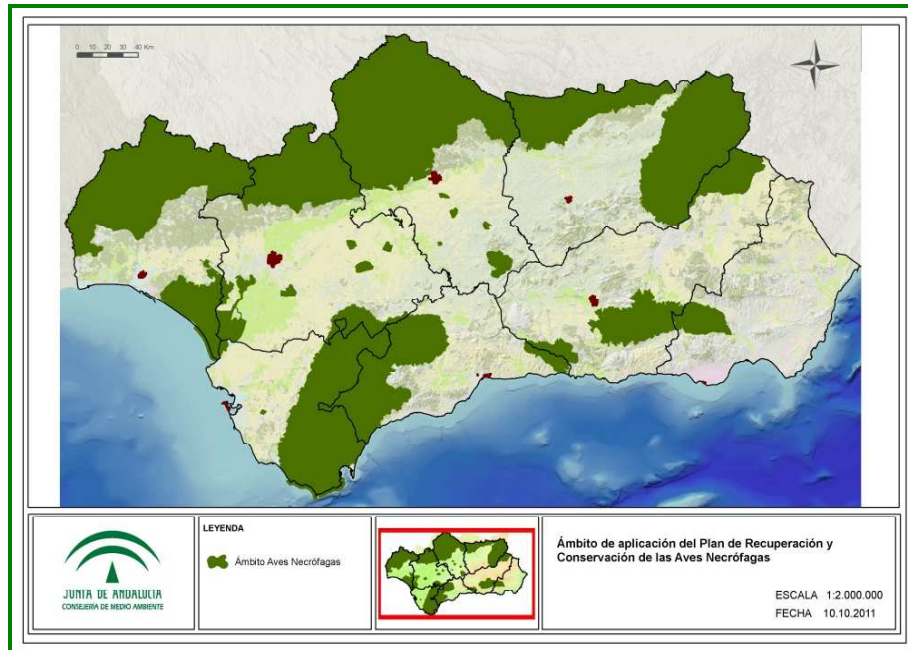 0 10 20 30 40 Km
JUNTA DE ANDALUCIA
CONSEJERÍA DE MEDIO AMBIENTE
LEYENDA
Ámbito Aves Necrófagas
Ámbito de aplicación del Plan de Recuperación y
Conservación de las Aves Necrófagas
ESCALA 1:2.000.000
FECHA 10.10.2011